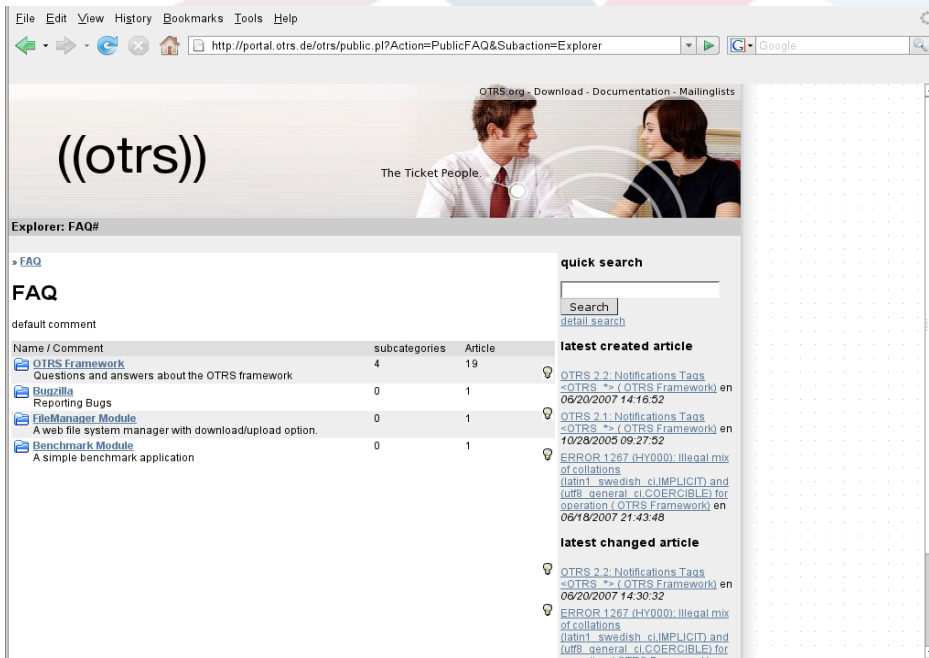 File Edit View History Bookmarks Tools Help
http://portal.otrs.de/otrs/public.pl?Action=PublicFAQ&Subaction=Explorer
G Google
OTRS.org - Download - Documentation - Mailinglists
((otrs))
The Ticket People.
Explorer: FAQ#
» FAQ
FAQ
default comment
Name / Comment subcategories Article
OTRS Framework 4 19
Questions and answers about the OTRS framework
Bugzilla 0 1
Reporting Bugs
FileManager Module 0 1
A web file system manager with download/upload option.
Benchmark Module 0 1
A simple benchmark application
quick search
Search
detail search
latest created article
OTRS 2.2: Notifications Tags
<OTRS_*> ( OTRS Framework) en
06/20/2007 14:16:52
OTRS 2.1: Notifications Tags
<OTRS_*> ( OTRS Framework) en
10/28/2005 09:27:52
ERROR 1267 (HY000): Illegal mix
of collations
(latin1_swedish_ci,IMPLICIT) and
(utf8_general_ci,COERCIBLE) for
operation ( OTRS Framework) en
06/18/2007 21:43:48
latest changed article
OTRS 2.2: Notifications Tags
<OTRS_*> ( OTRS Framework) en
06/20/2007 14:30:32
ERROR 1267 (HY000): Illegal mix
of collations
(latin1_swedish_ci,IMPLICIT) and
(utf8_general_ci,COERCIBLE) for